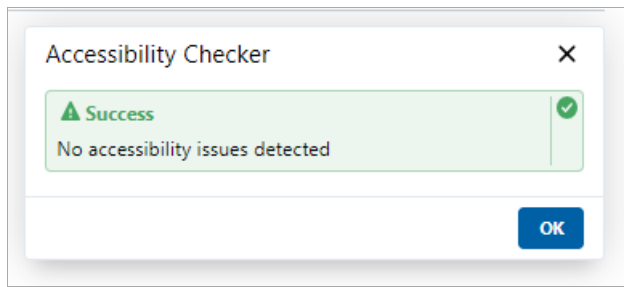 Accessibility Checker
Success
No accessibility issues detected
OK